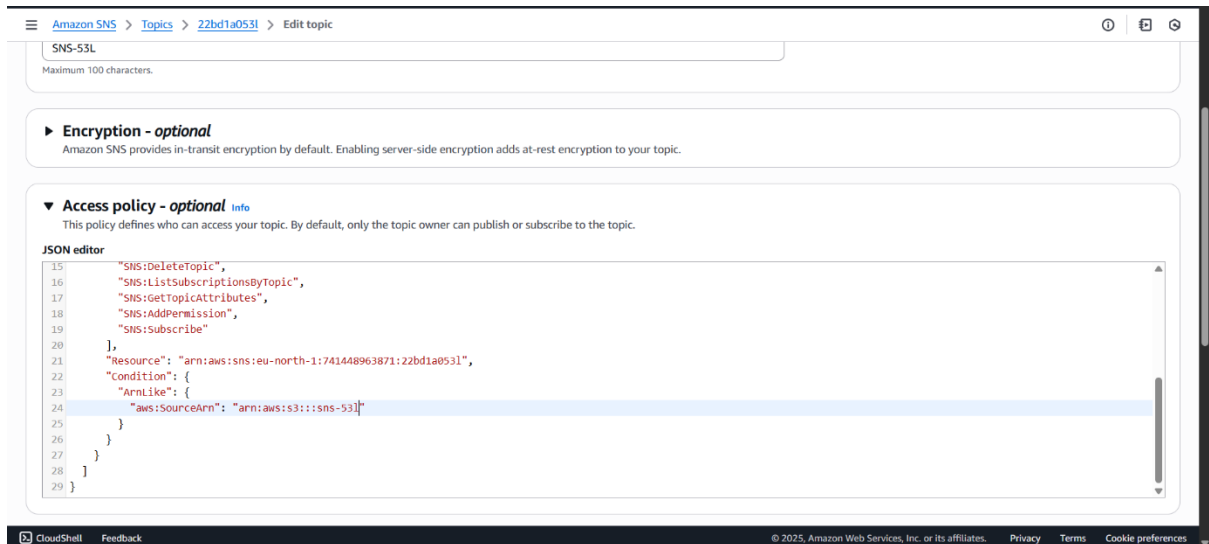 Amazon SNS > Topics > 22bd1a053l > Edit topic
SNS-53L
Maximum 100 characters.
Encryption - optional
Amazon SNS provides in-transit encryption by default. Enabling server-side encryption adds at-rest encryption to your topic.
Access policy - optional Info
This policy defines who can access your topic. By default, only the topic owner can publish or subscribe to the topic.
JSON editor
15 "SNS:DeleteTopic",
16 "SNS:ListSubscriptionsByTopic",
17 "SNS:GetTopicAttributes",
18 "SNS:AddPermission",
19 "SNS:Subscribe"
20 ],
21 "Resource": "arn:aws:sns:eu-north-1:741448963871:22bd1a053l",
22 "Condition": {
23 "ArnLike": {
24 "aws:SourceArn": "arn:aws:s3:::sns-53l"
25 }
26 }
27 }
28 ]
29 }
CloudShell Feedback © 2025, Amazon Web Services, Inc. or its affiliates. Privacy Terms Cookie preferences